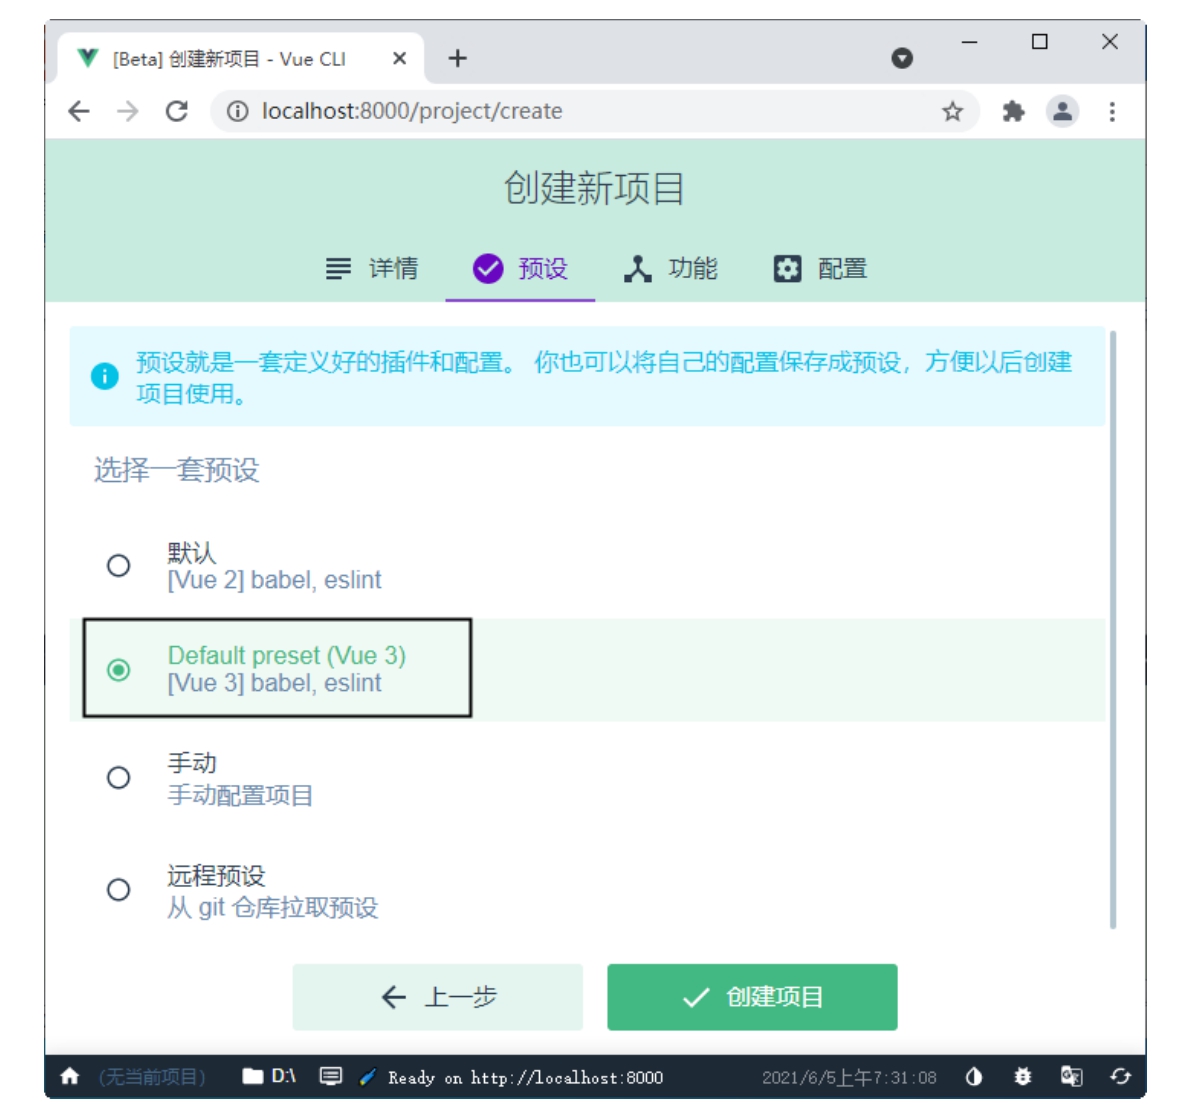 [Beta] 创建新项目 - Vue CLI
localhost:8000/project/create
创建新项目
详情 预设 功能 配置
预设就是一套定义好的插件和配置。 你也可以将自己的配置保存成预设，方便以后创建
项目使用。
选择一套预设
默认
[Vue 2] babel, eslint
Default preset (Vue 3)
[Vue 3] babel, eslint
手动
手动配置项目
远程预设
从 git 仓库拉取预设
上一步 创建项目
(无当前项目) D:\ Ready on http://localhost:8000 2021/6/5上午7:31:08